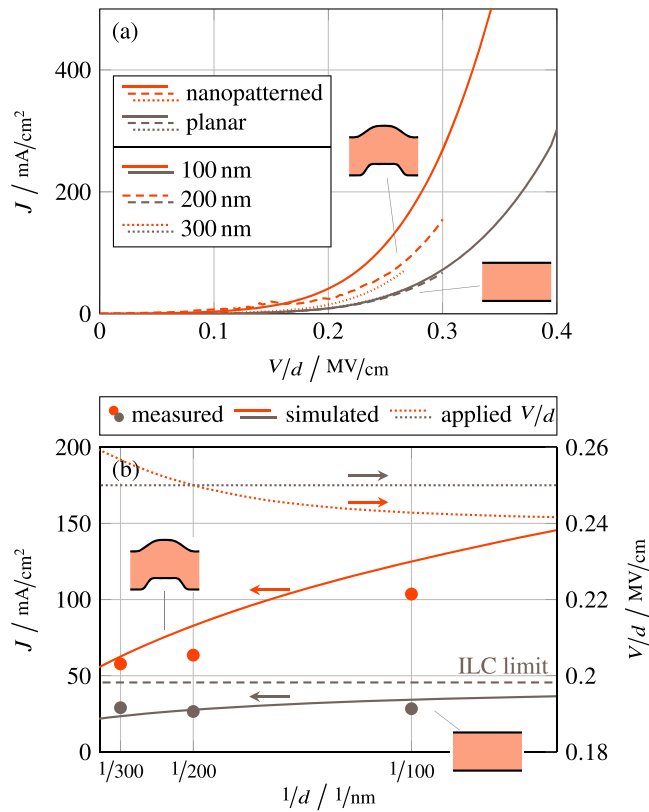 (a)
400
200
0
J / mA/cm²
nanopatterned
planar
100 nm
200 nm
300 nm
0 0.1 0.2 0.3 0.4
V/d / MV/cm
measured simulated applied V/d
(b)
200
150
100
50
0
J / mA/cm²
0.26
0.24
0.22
0.2
0.18
V/d / MV/cm
ILC limit
1/300 1/200 1/100
1/d / 1/nm